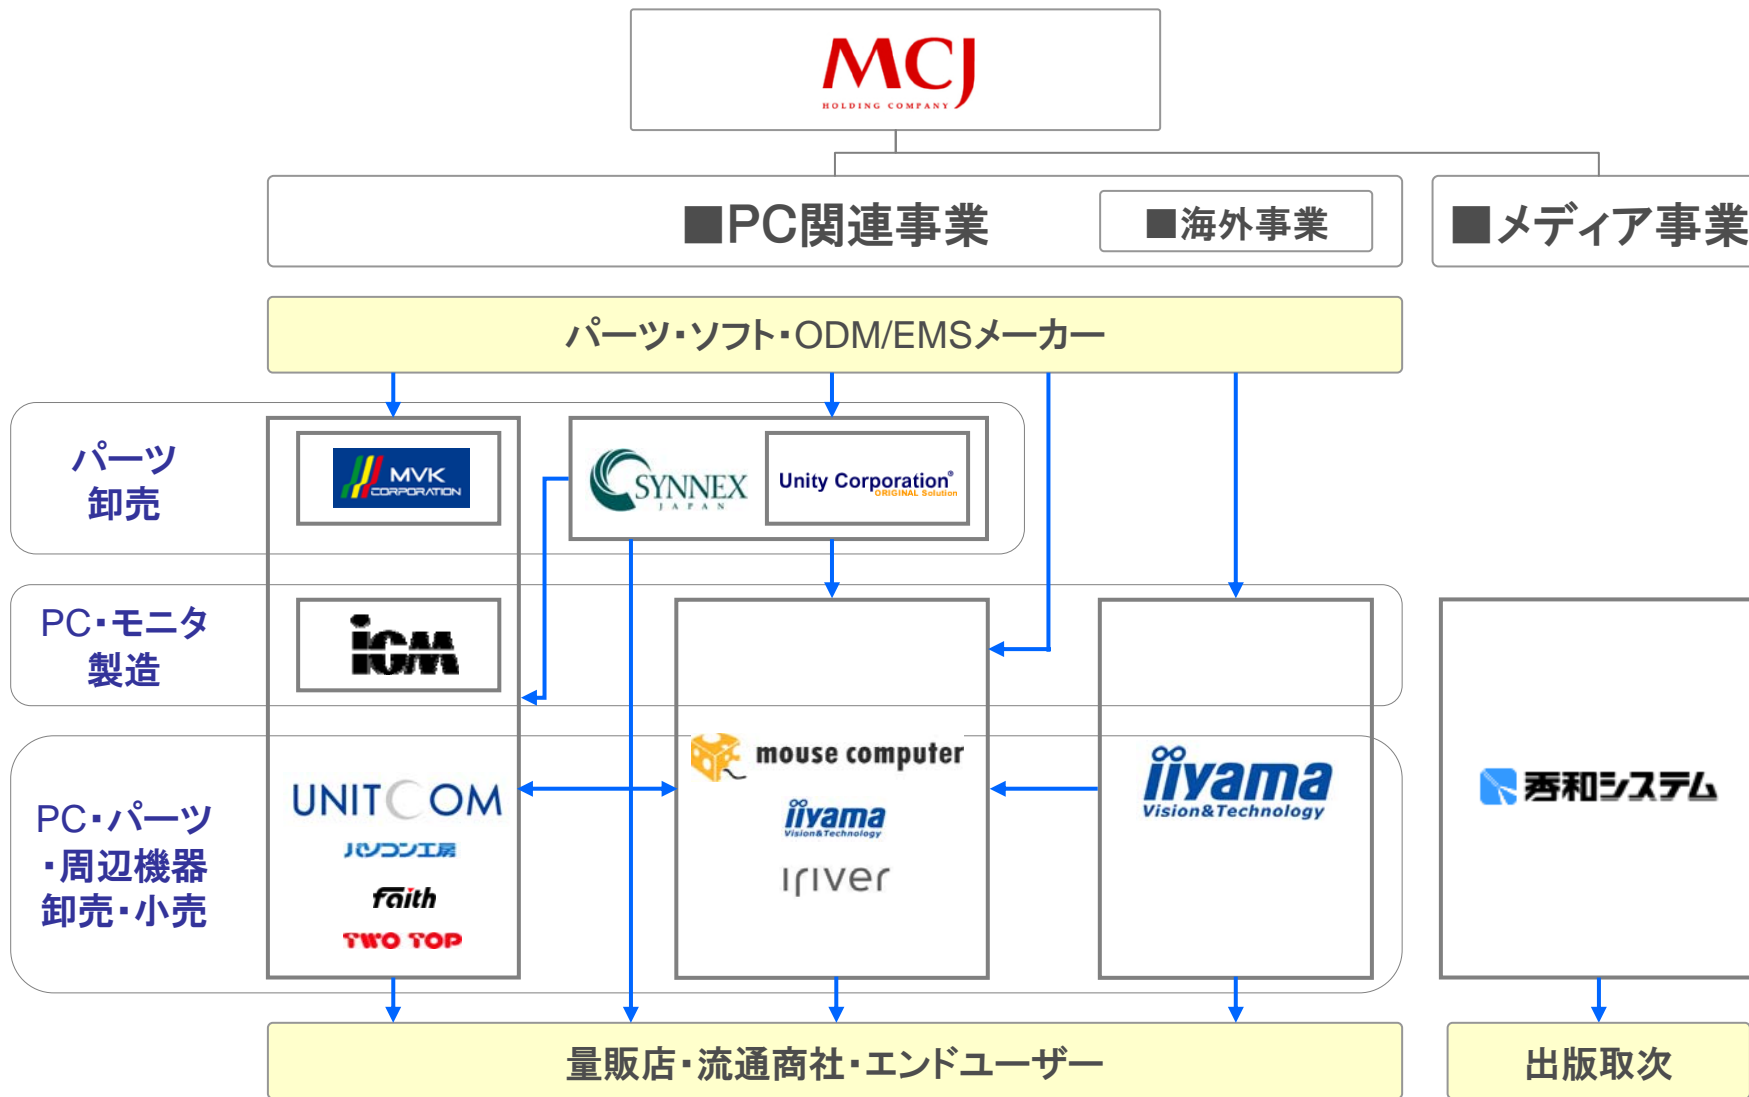 MCJ
HOLDING COMPANY
■PC関連事業
■海外事業
■メディア事業
パーツ・ソフト・ODM/EMSメーカー
パーツ
卸売
MVK
CORPORATION
SYNNEX
JAPAN
Unity Corporation®
ORIGINAL Solution
PC・モニタ
製造
iGM
PC・パーツ
・周辺機器
卸売・小売
UNITCOM
パソコン工房
Faith
TWO TOP
mouse computer
iiyama
Vision&Technology
iriver
iiyama
Vision&Technology
秀和システム
量販店・流通商社・エンドユーザー
出版取次